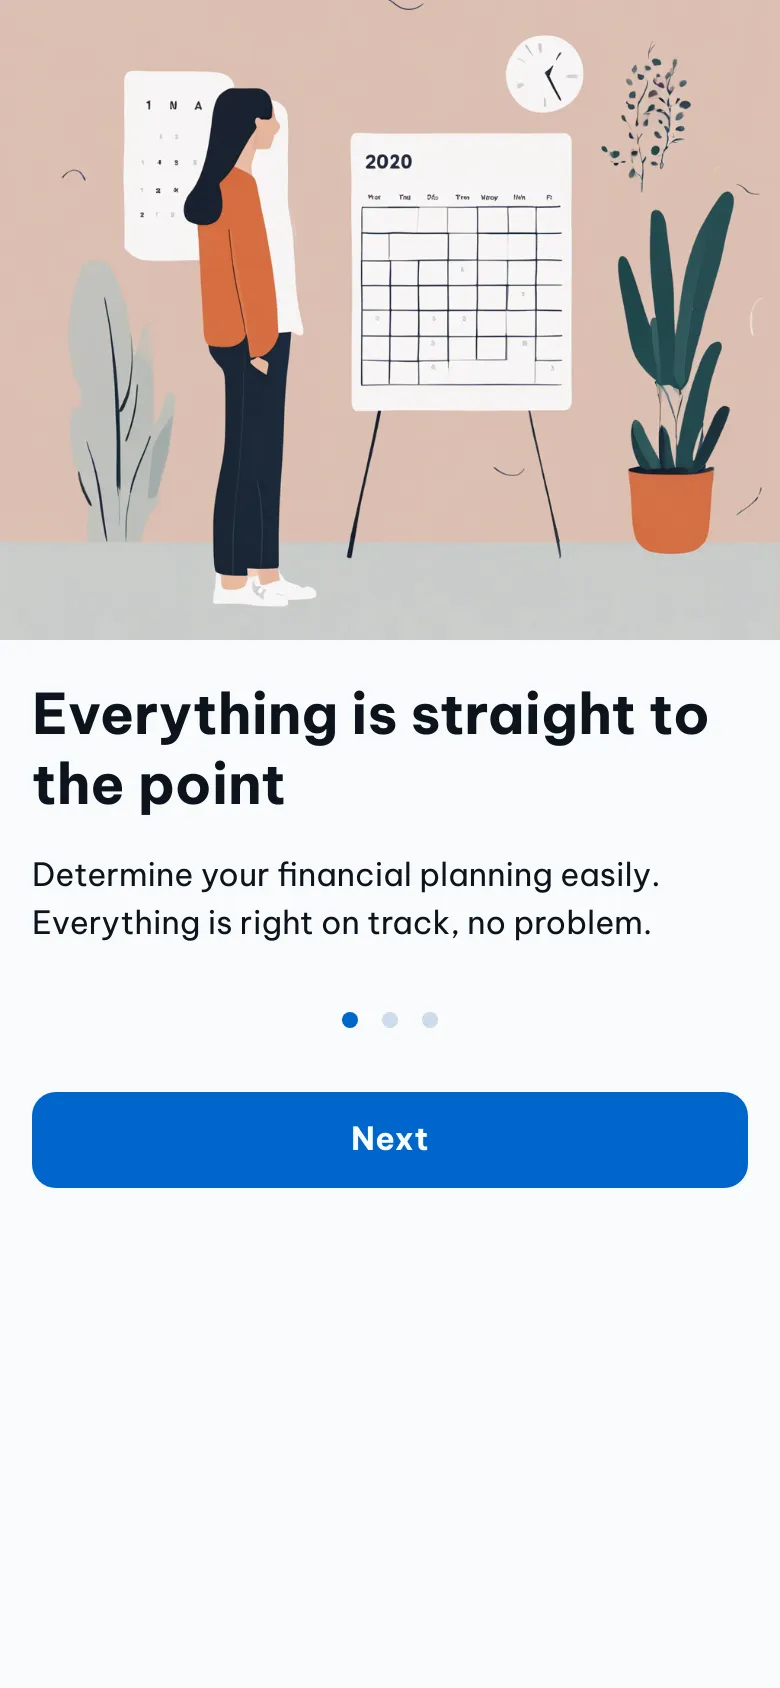 1 N A
2020
Everything is straight to
the point
Determine your financial planning easily.
Everything is right on track, no problem.
Next